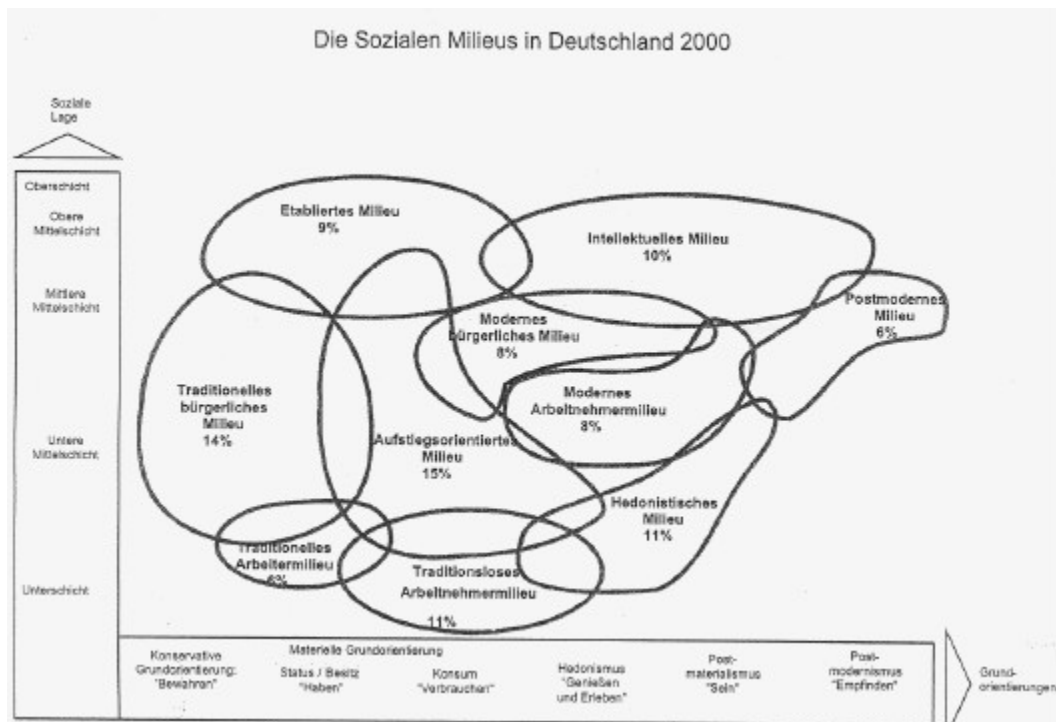 Die Sozialen Milieus in Deutschland 2000
Soziale
Lage
Oberschicht
Obere
Mittelschicht
Mittlere
Mittelschicht
Untere
Mittelschicht
Unterschicht
Etabliertes Milieu
9%
Intellektuelles Milieu
10%
Postmodernes
Milieu
6%
Modernes
bürgerliches Milieu
8%
Traditionelles
bürgerliches
Milieu
14%
Modernes
Arbeitnehmermilieu
8%
Aufstiegsorientiertes
Milieu
15%
Hedonistisches
Milieu
11%
Traditionelles
Arbeitermilieu
6%
Traditionsloses
Arbeitnehmermilieu
11%
Konservative
Grundorientierung:
"Bewahren"
Materielle Grundorientierung
Status / Besitz
"Haben"
Konsum
"Verbrauchen"
Hedonismus
"Genießen
und Erleben"
Post-
materialismus
"Sein"
Post-
modernismus
"Empfinden"
Grund-
orientierungen